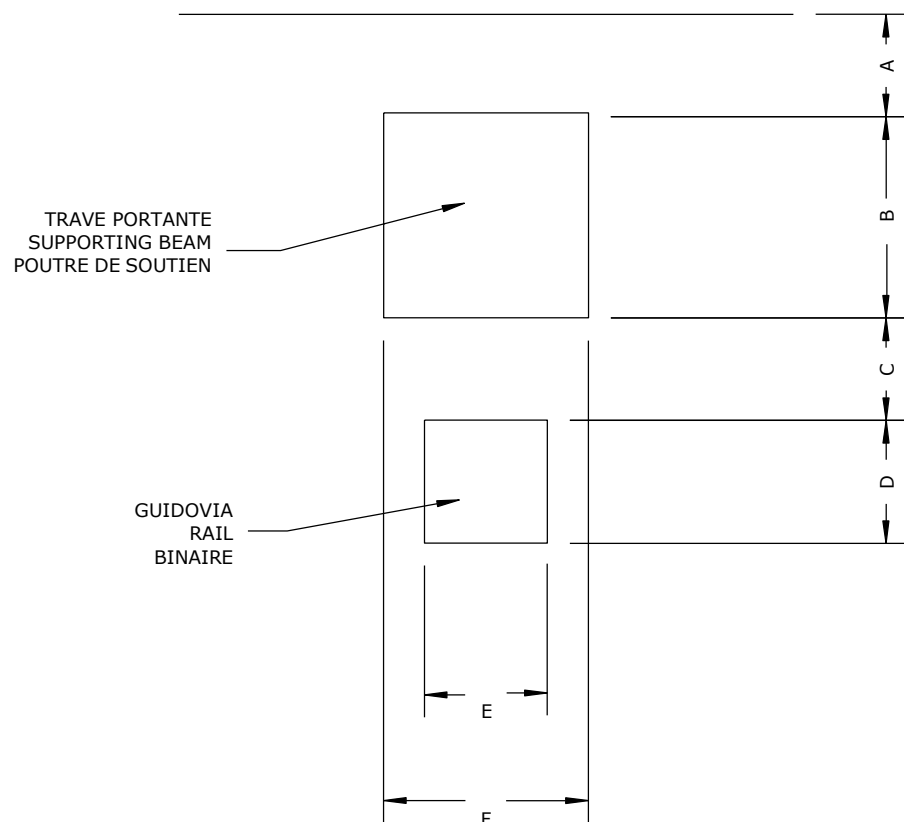 A
B
TRAVE PORTANTE
SUPPORTING BEAM
POUTRE DE SOUTIEN
C
D
GUIDOVIA
RAIL
BINAIRE
E